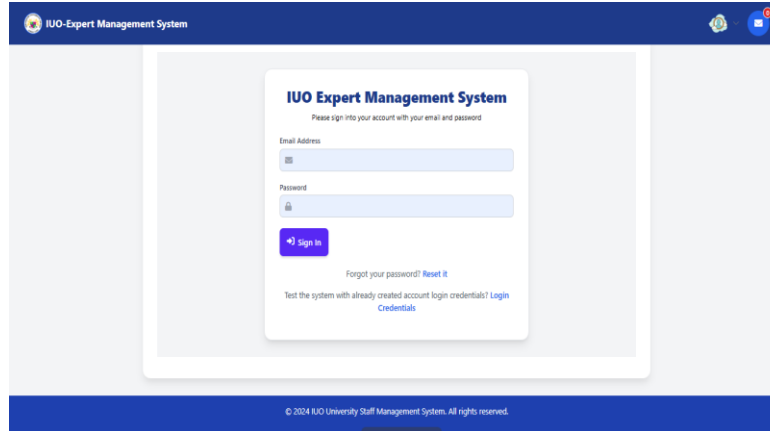 IUO-Expert Management System
0
IUO Expert Management System
Please sign into your account with your email and password
Email Address
Password
Sign In
Forgot your password? Reset it
Test the system with already created account login credentials? Login
Credentials
© 2024 IUO University Staff Management System. All rights reserved.